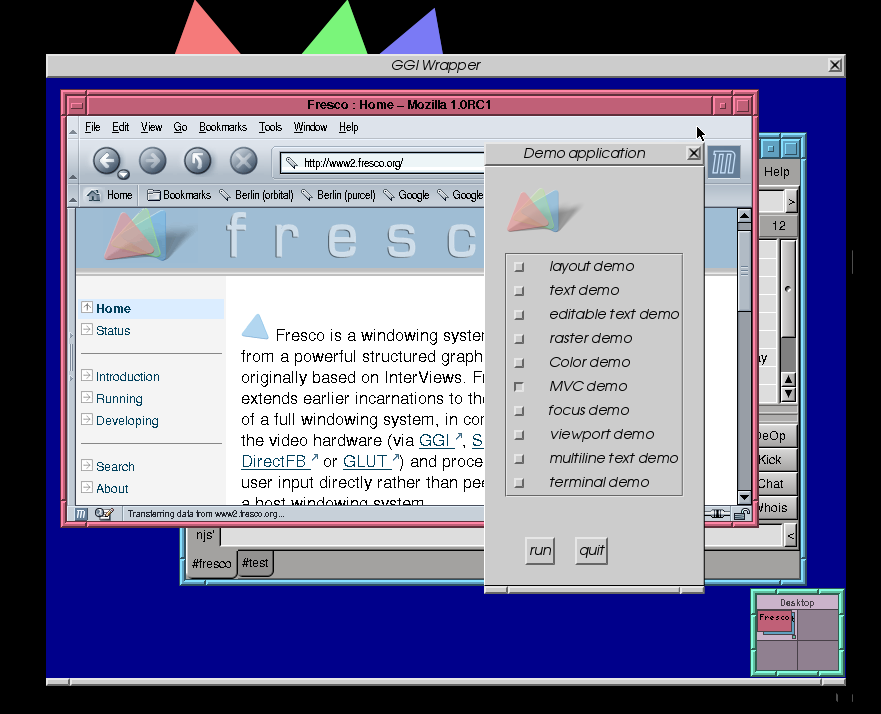 GGI Wrapper
Fresco : Home – Mozilla 1.0RC1
File Edit View Go Bookmarks Tools Window Help
http://www2.fresco.org/
Home Bookmarks Berlin (orbital) Berlin (purcel) Google Google
fresc
Home
Status
Introduction
Running
Developing
Search
About
Fresco is a windowing system
from a powerful structured graph
originally based on InterViews. Fr
extends earlier incarnations to the
of a full windowing system, in con
the video hardware (via GGI, S
DirectFB or GLUT) and proce
user input directly rather than pee
a host windowing system.
Transferring data from www2.fresco.org...
Demo application
layout demo
text demo
editable text demo
raster demo
Color demo
MVC demo
focus demo
viewport demo
multiline text demo
terminal demo
run quit
Help
>
12
ay
DeOp
Kick
Chat
Whois
njs' <
#fresco #test
Desktop
Fresco